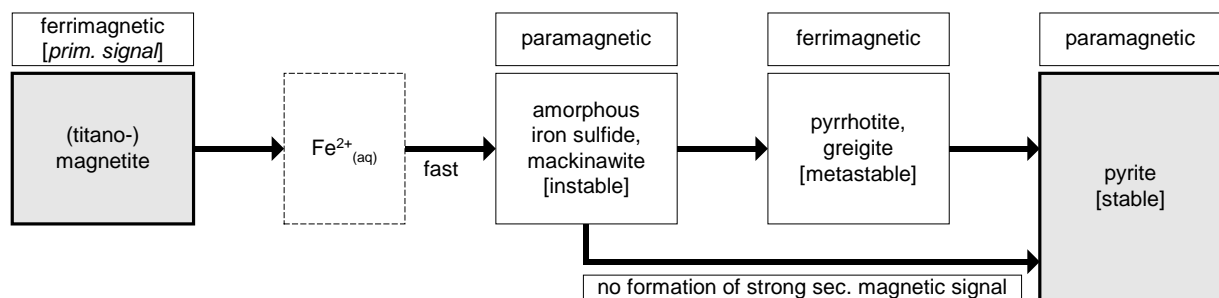 ferrimagnetic
[prim. signal]
paramagnetic
ferrimagnetic
paramagnetic
(titano-)
magnetite
Fe²⁺(aq)
fast
amorphous
iron sulfide,
mackinawite
[instable]
pyrrhotite,
greigite
[metastable]
pyrite
[stable]
no formation of strong sec. magnetic signal